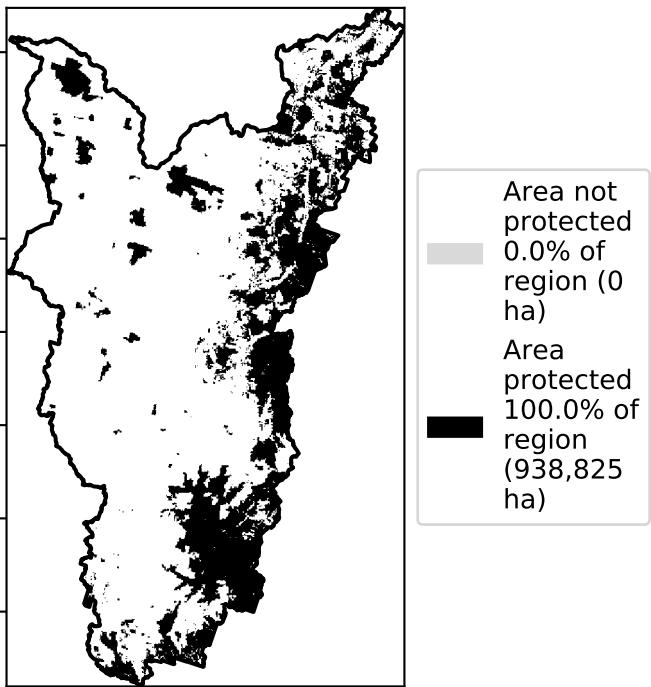 Area not
protected
0.0% of
region (0
ha)
Area
protected
100.0% of
region
(938,825
ha)